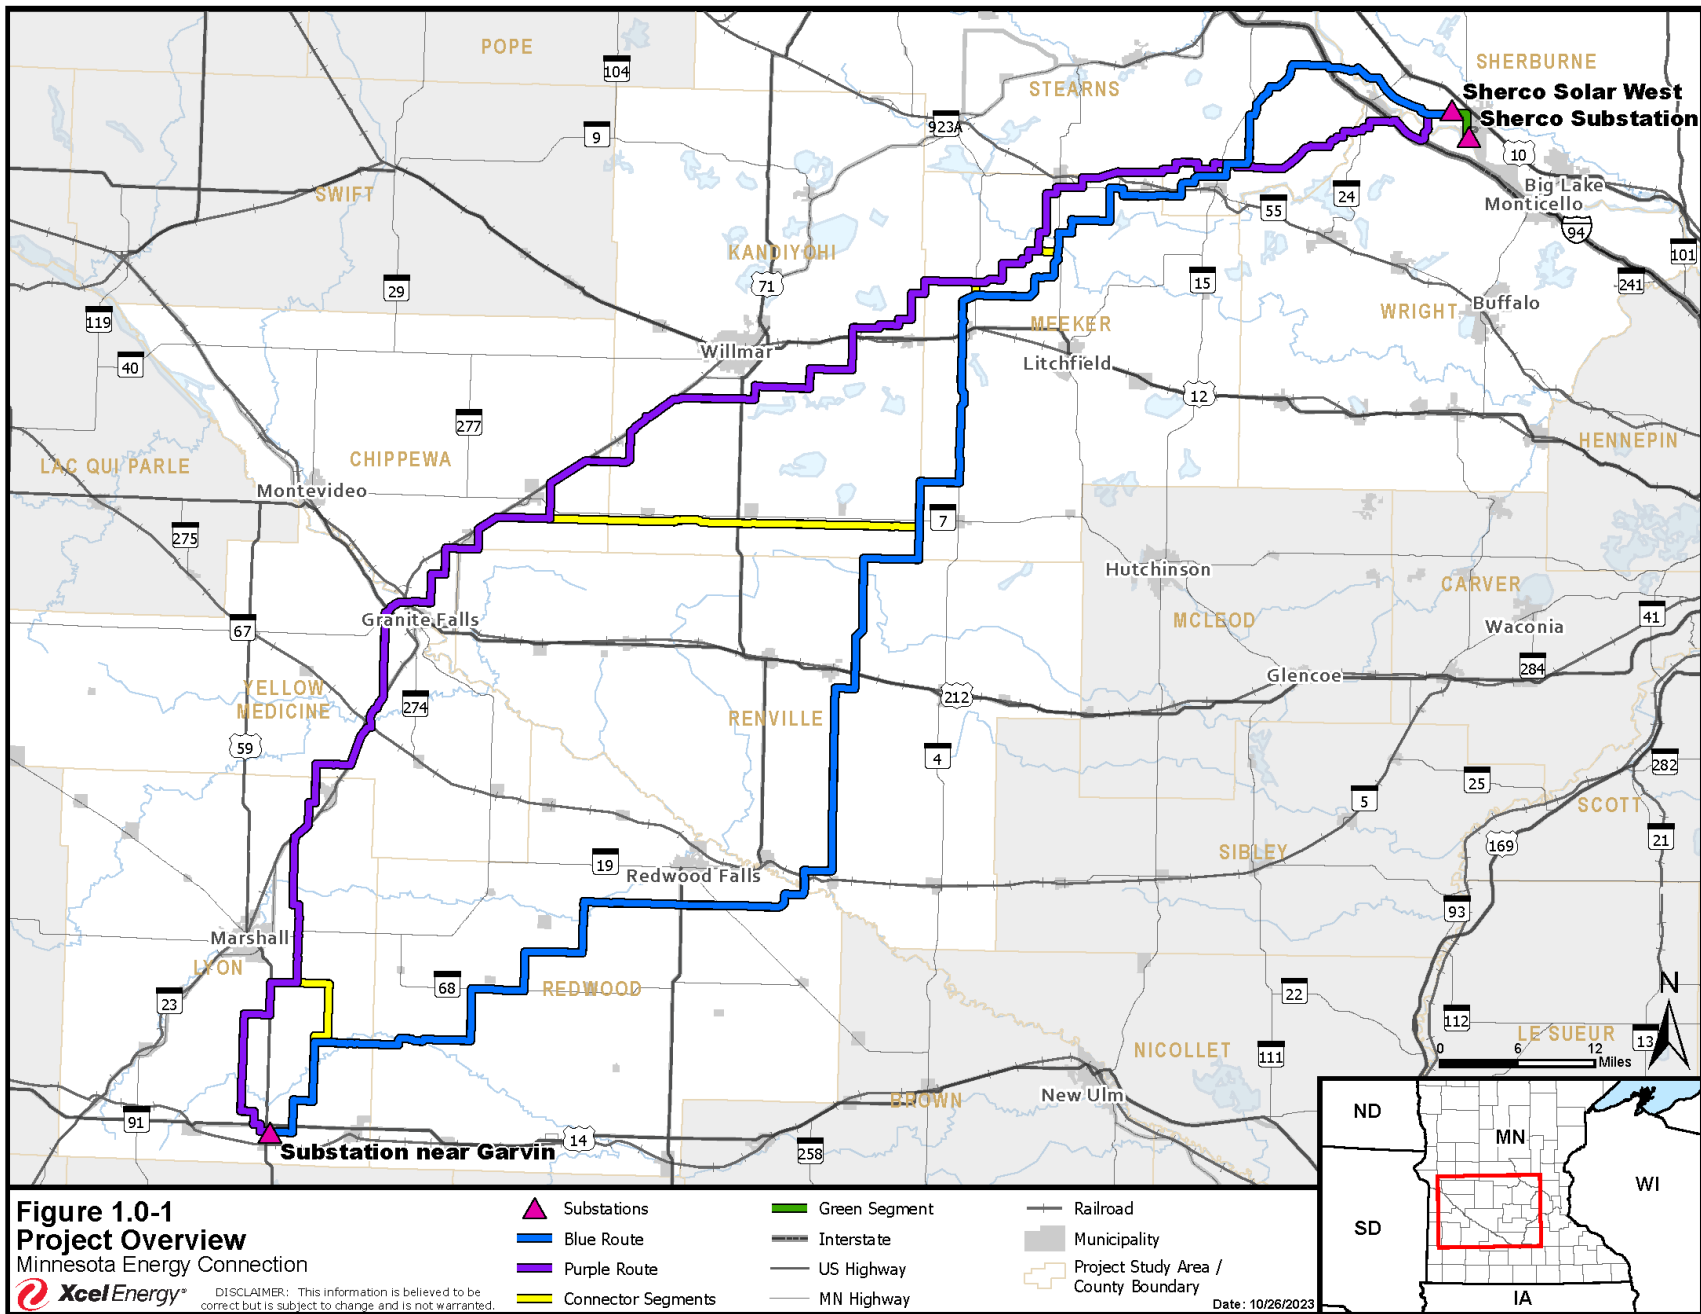 POPE
104
STEARNS
SHERBURNE
Sherco Solar West
Sherco Substation
923A
9
10
SWIFT
Big Lake
Monticello
24
55
94
KANDIYOHI
101
71
29
15
241
119
MEEKER
WRIGHT
Buffalo
Willmar
40
Litchfield
12
277
HENNEPIN
CHIPPEWA
LAC QUI PARLE
Montevideo
7
275
Hutchinson
CARVER
MCLEOD
41
Granite Falls
67
Waconia
284
Glencoe
YELLOW
MEDICINE
274
212
RENVILLE
59
4
282
25
5
SCOTT
21
169
19
SIBLEY
Redwood Falls
93
Marshall
LYON
68
REDWOOD
23
22
N
112
LE SUEUR
13
0 6 12
Miles
NICOLLET
111
BROWN
New Ulm
91
14
258
Substation near Garvin
ND
MN
SD
WI
IA
Figure 1.0-1
Project Overview
Minnesota Energy Connection
Xcel Energy®
DISCLAIMER: This information is believed to be
correct but is subject to change and is not warranted.
Substations
Blue Route
Purple Route
Connector Segments
Green Segment
Interstate
US Highway
MN Highway
Railroad
Municipality
Project Study Area /
County Boundary
Date: 10/26/2023